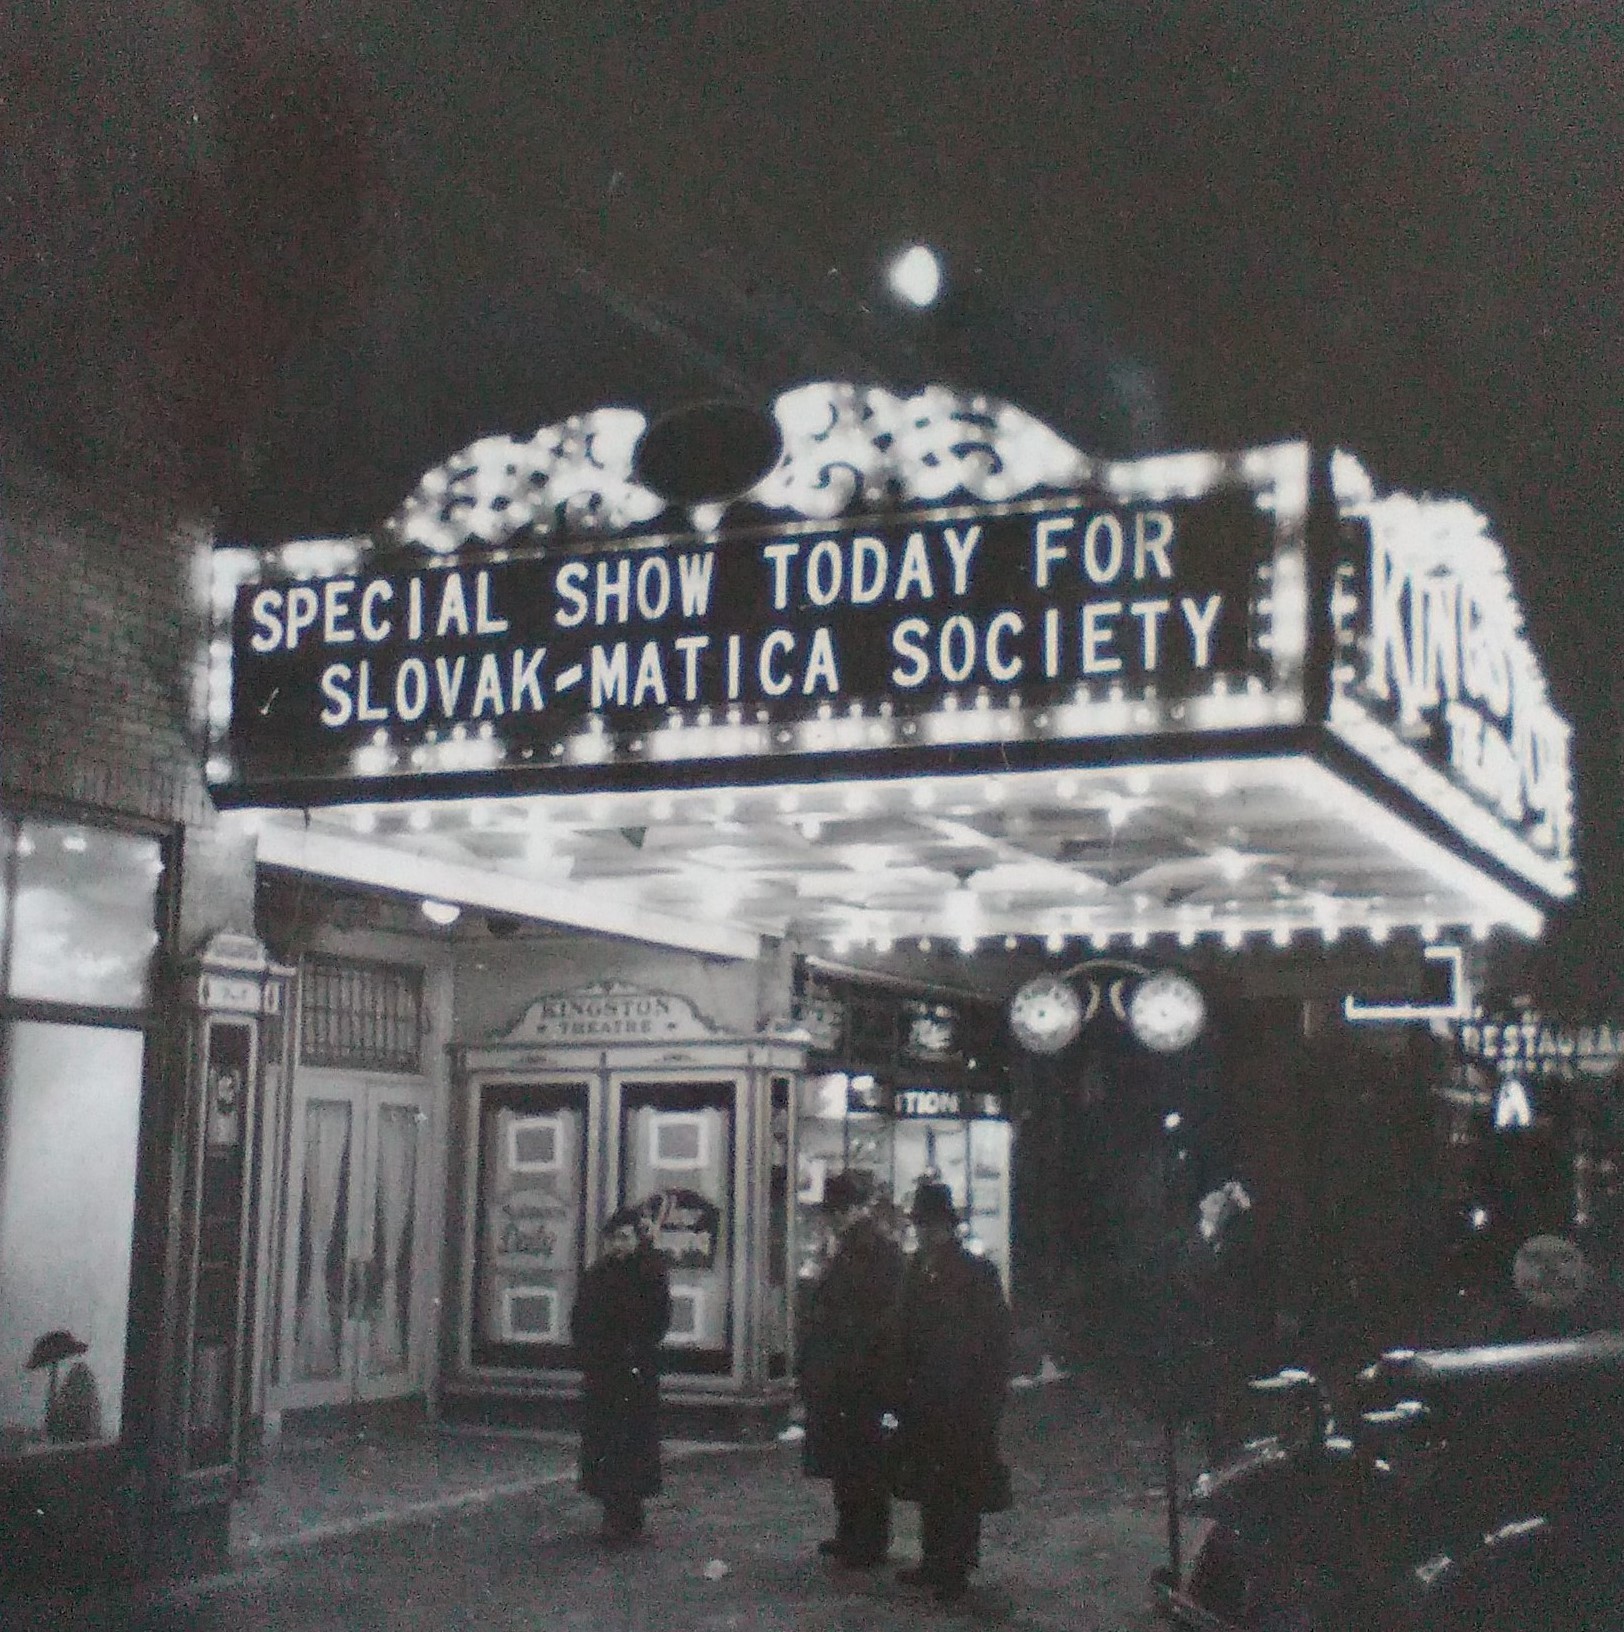 SPECIAL SHOW TODAY FOR
SLOVAK-MATICA SOCIETY
KINGSTON
THEATRE